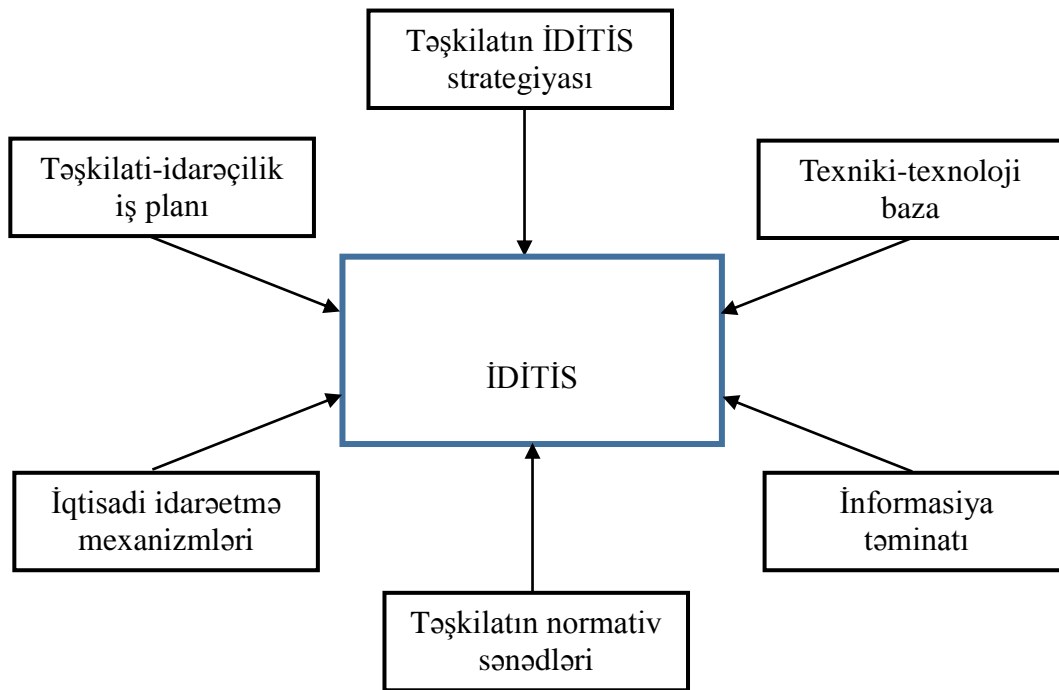 Təşkilatın İDİTİS
strategiyası
Təşkilati-idarəçilik
iş planı
Texniki-texnoloji
baza
İDİTİS
İqtisadi idarəetmə
mexanizmləri
İnformasiya
təminatı
Təşkilatın normativ
sənədləri